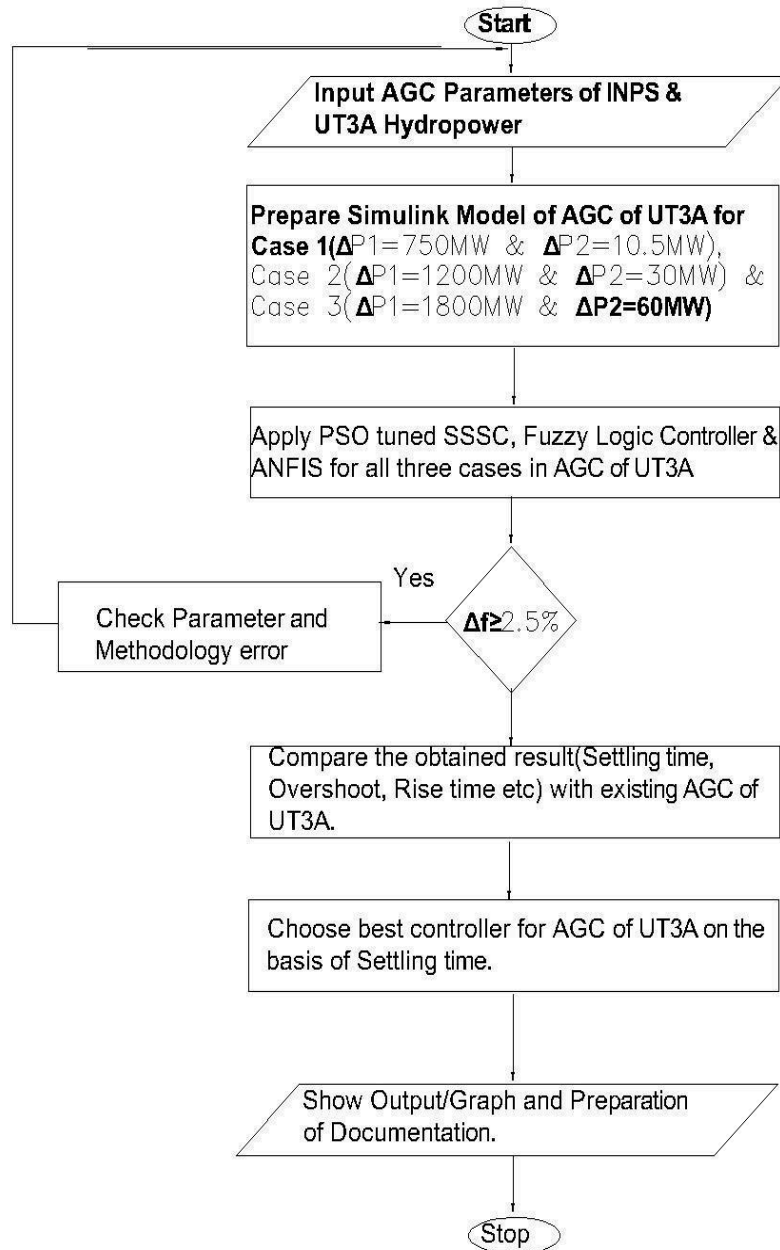 Start
Input AGC Parameters of INPS &
UT3A Hydropower
Prepare Simulink Model of AGC of UT3A for
Case 1(ΔP1=750MW & ΔP2=10.5MW),
Case 2(ΔP1=1200MW & ΔP2=30MW) &
Case 3(ΔP1=1800MW & ΔP2=60MW)
Apply PSO tuned SSSC, Fuzzy Logic Controller &
ANFIS for all three cases in AGC of UT3A
Yes
Δf≥2.5%
Check Parameter and
Methodology error
Compare the obtained result(Settling time,
Overshoot, Rise time etc) with existing AGC of
UT3A.
Choose best controller for AGC of UT3A on the
basis of Settling time.
Show Output/Graph and Preparation
of Documentation.
Stop